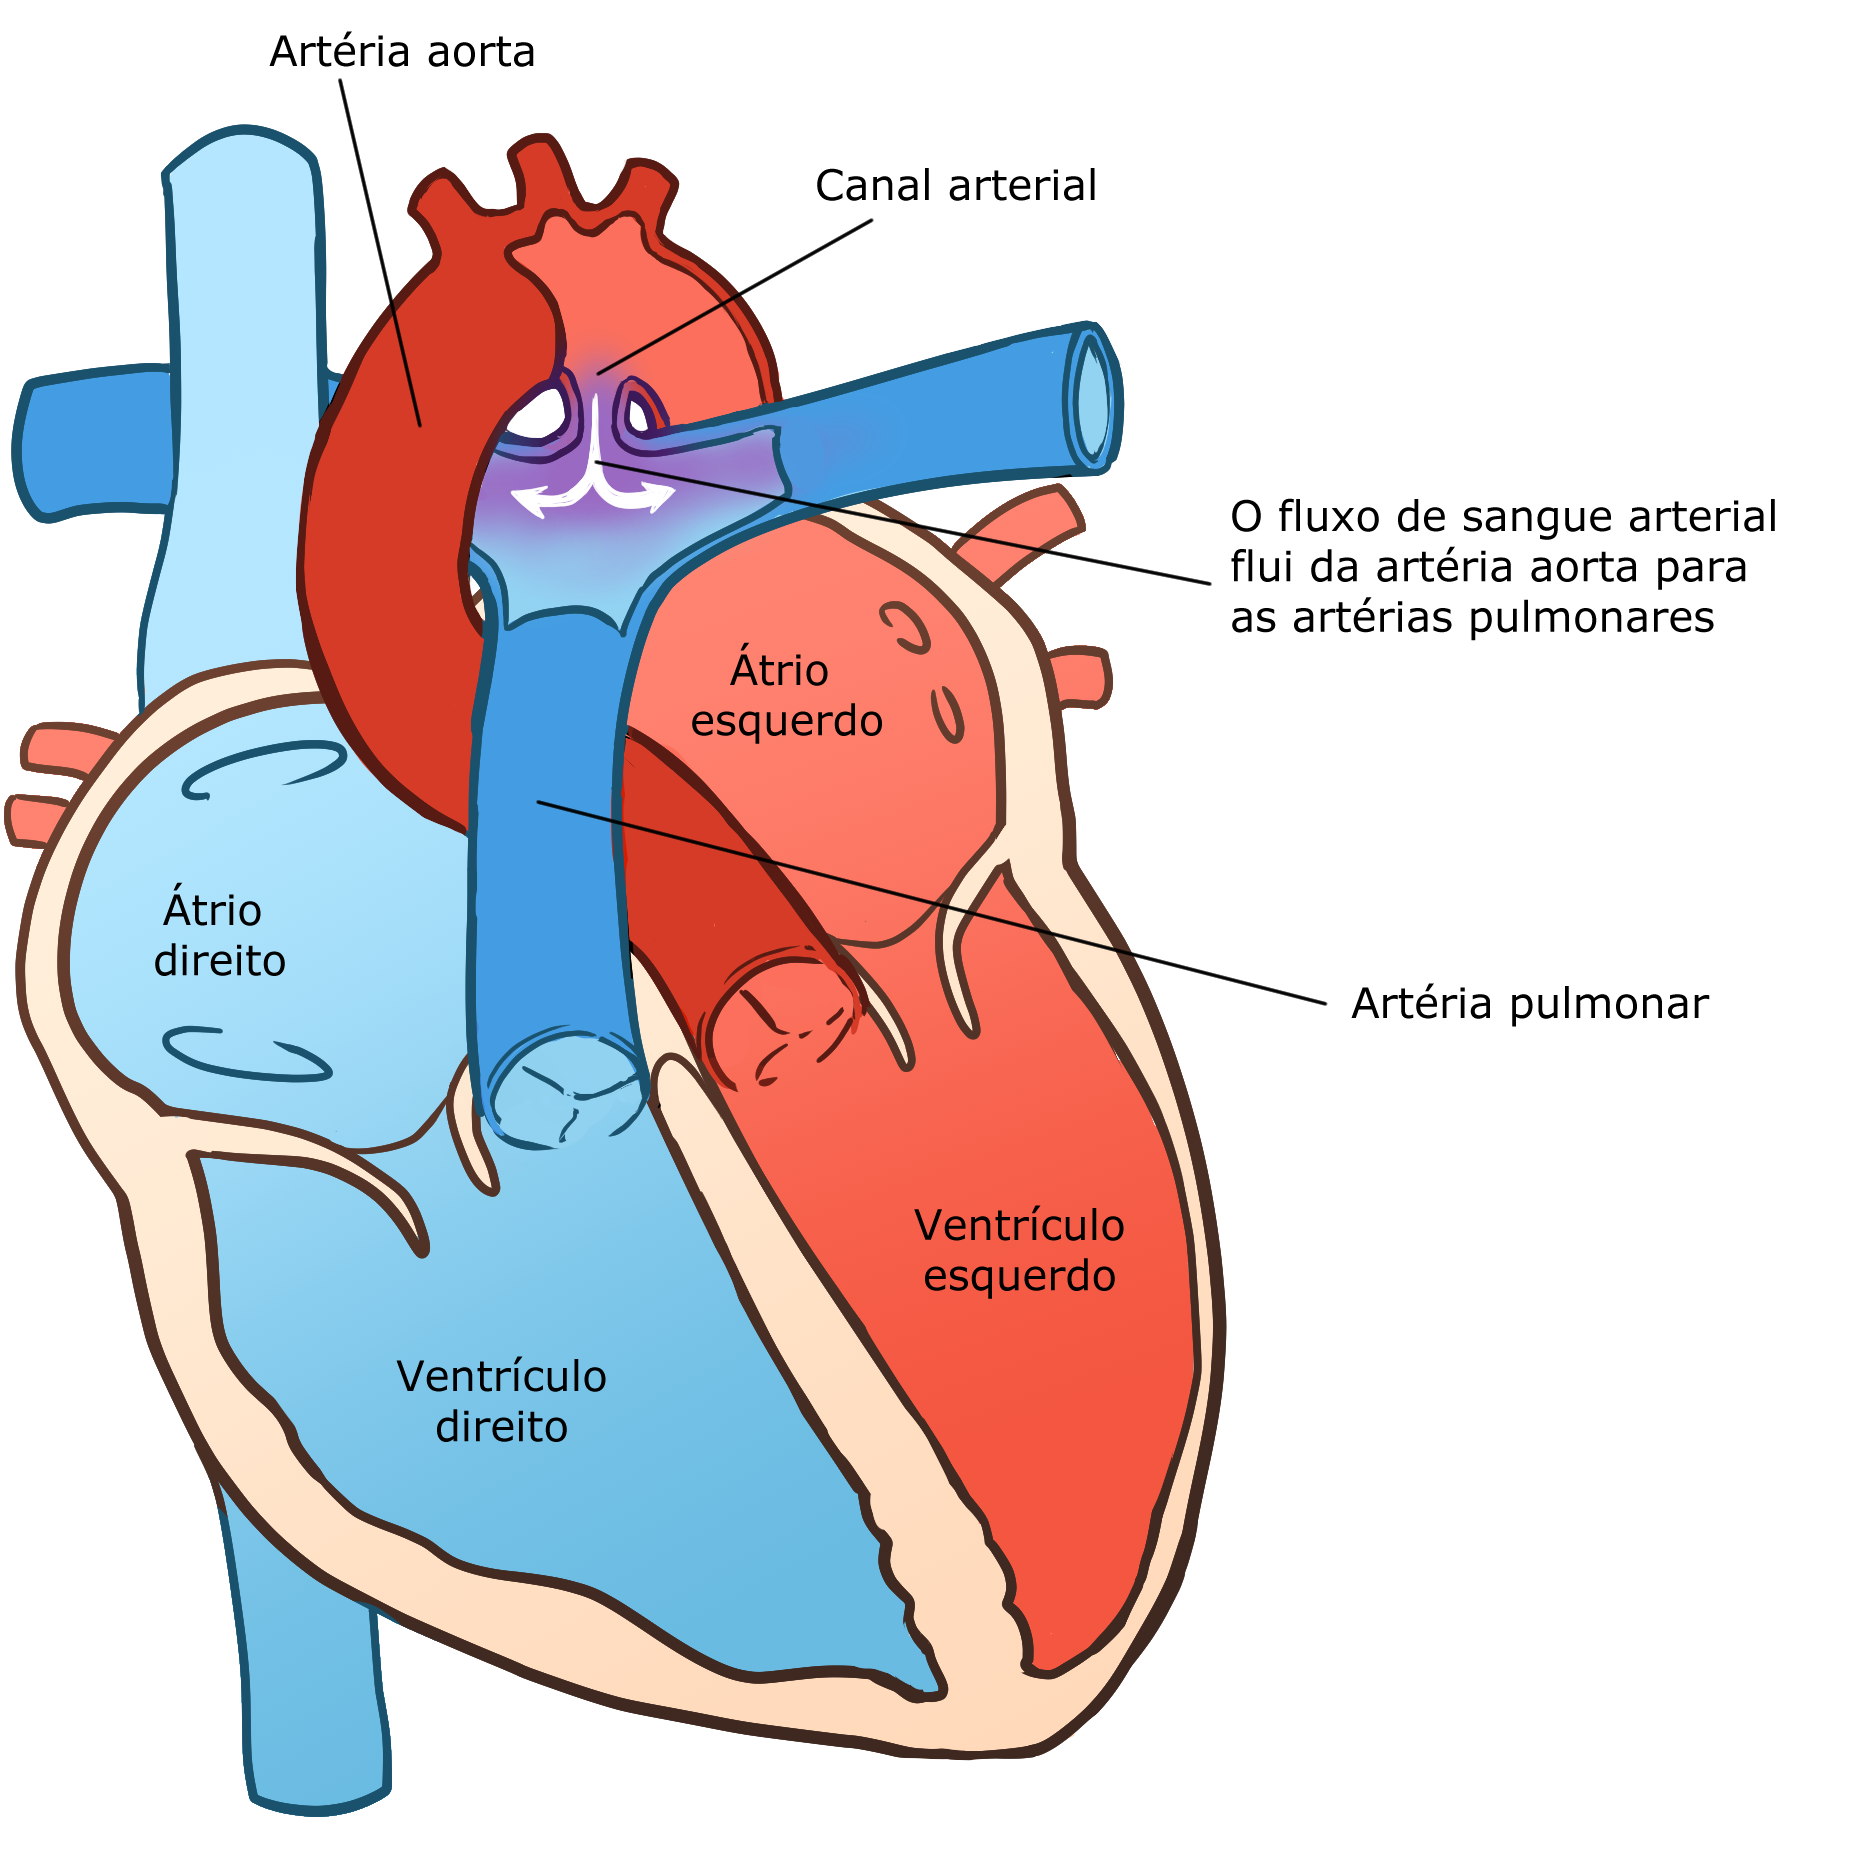 Artéria aorta
Canal arterial
O fluxo de sangue arterial
flui da artéria aorta para
as artérias pulmonares
Átrio
esquerdo
Átrio
direito
Artéria pulmonar
Ventrículo
esquerdo
Ventrículo
direito